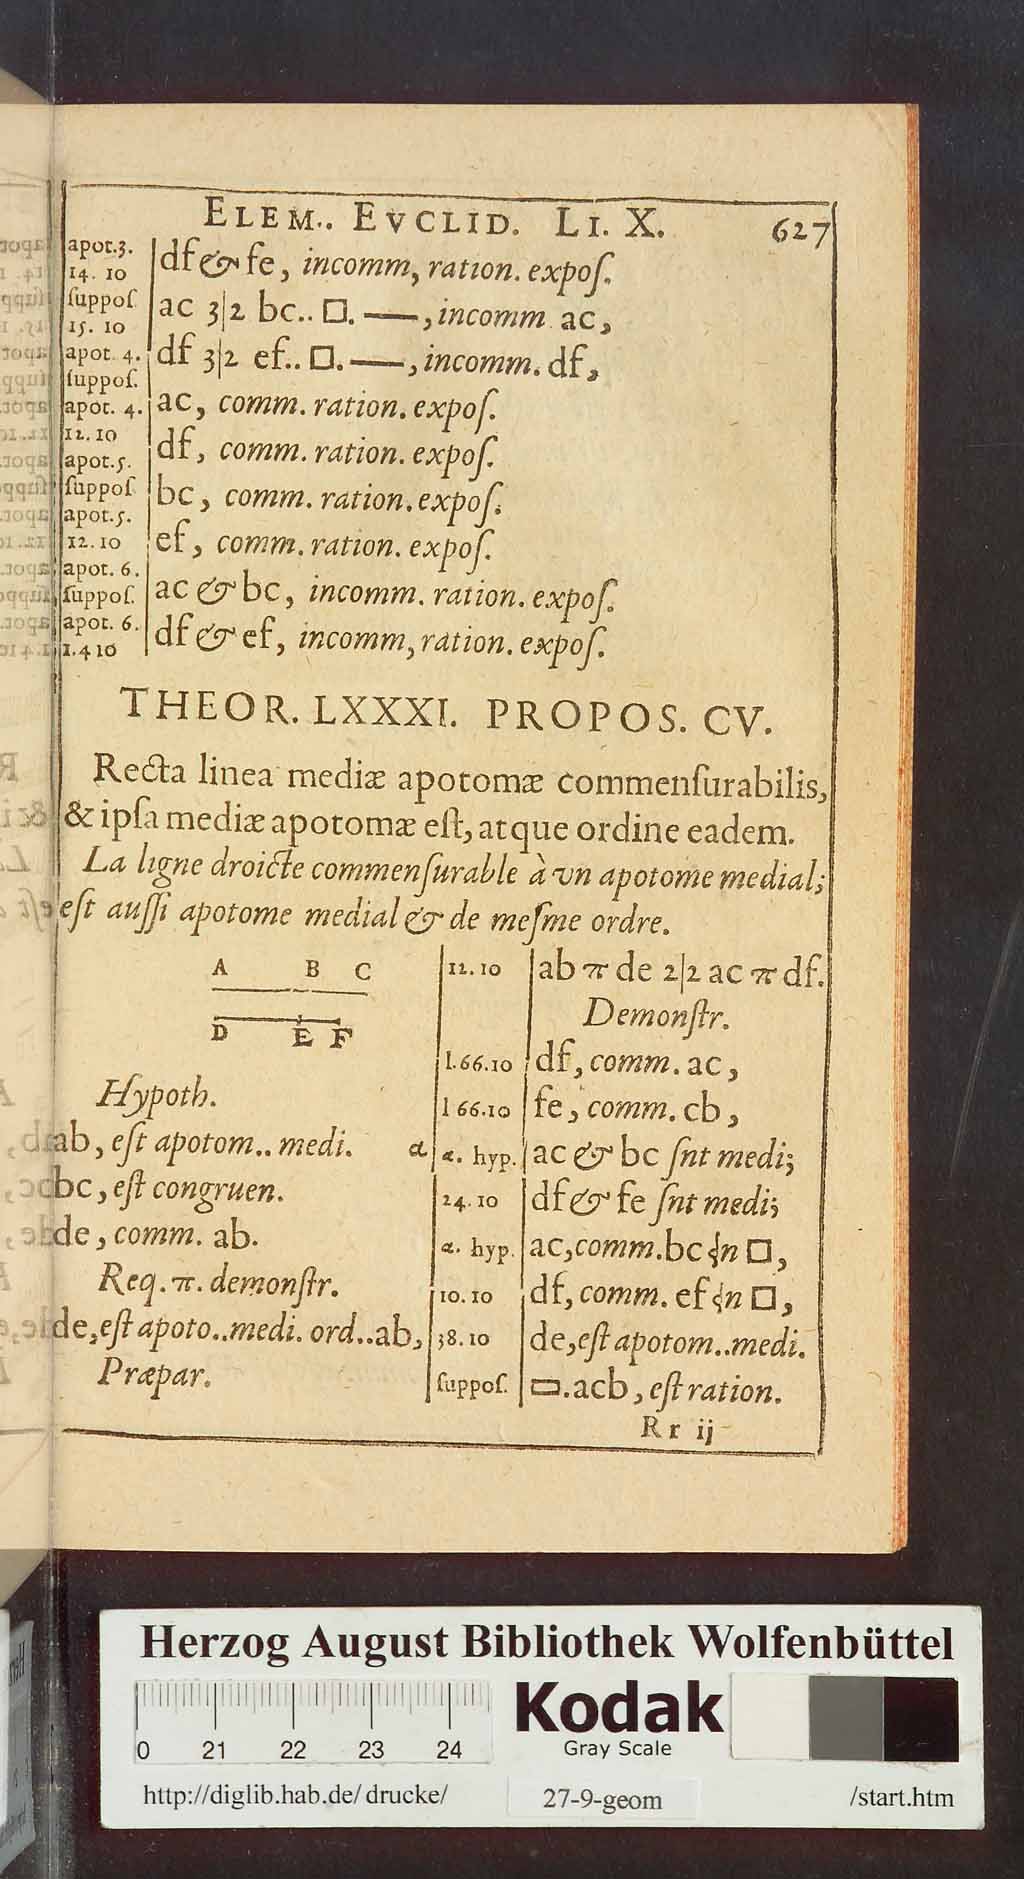 ELEM.. EVCLID. LI. X. 627
apot.3.
14. 10
ſuppoſ
15. 10
apot. 4.
ſuppoſ.
apot. 4.
12. 10
apot.5.
ſuppoſ
apot.5.
12. 10
apot. 6.
ſuppoſ.
apot. 6.
1.4 10
df & fe, incomm, ration. expoſ.
ac 3|2 bc.. □. —, incomm ac,
df 3|2 ef.. □. —, incomm. df,
ac, comm. ration. expoſ.
df, comm. ration. expoſ.
bc, comm. ration. expoſ.
ef, comm. ration. expoſ.
ac & bc, incomm. ration. expoſ.
df & ef, incomm, ration. expoſ.
THEOR. LXXXI. PROPOS. CV.
Recta linea mediæ apotomæ commenſurabilis,
& ipſa mediæ apotomæ eſt, atque ordine eadem.
La ligne droicte commenſurable à vn apotome medial;
eſt auſſi apotome medial & de meſme ordre.
A B C
D E F
Hypoth.
ab, eſt apotom.. medi. α
bc, eſt congruen.
de, comm. ab.
Req. π. demonſtr.
de, eſt apoto.. medi. ord.. ab,
Præpar.
12. 10 ab π de 2|2 ac π df.
Demonſtr.
1.66.10 df, comm. ac,
1 66.10 fe, comm. cb,
α. hyp. ac & bc ſnt medi;
24. 10 df & fe ſnt medi;
α. hyp. ac, comm. bc ſn □,
10. 10 df, comm. ef ſn □,
38. 10 de, eſt apotom.. medi.
ſuppoſ. ▭. acb, eſt ration.
R r ij
Herzog August Bibliothek Wolfenbüttel
0 21 22 23 24
Kodak
Gray Scale
http://diglib.hab.de/drucke/ 27-9-geom /start.htm